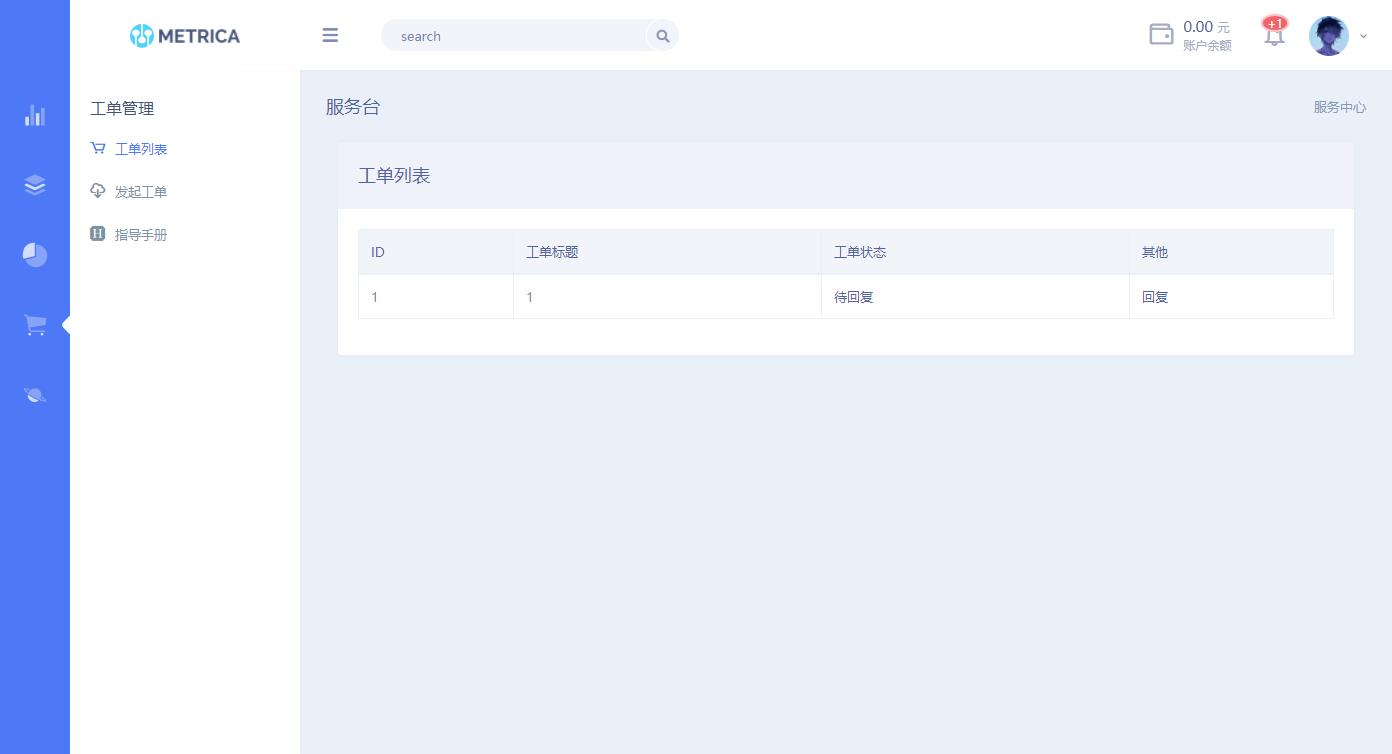 METRICA
search
0.00 元
账户余额
+1
工单管理
工单列表
发起工单
H 指导手册
服务台
服务中心
工单列表
ID 工单标题 工单状态 其他
1 1 待回复 回复